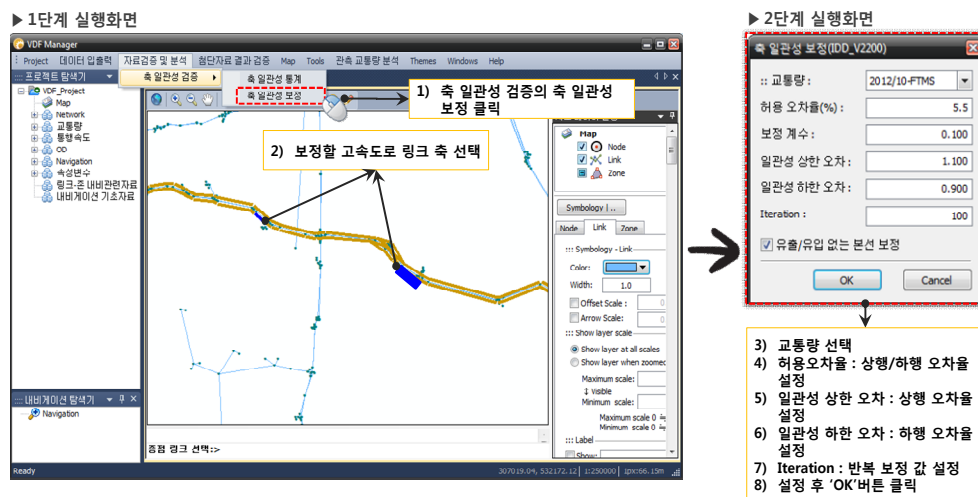 ▶ 1단계 실행화면
VDF Manager
Project 데이터 입출력 자료검증 및 분석 첨단자료 결과 검증 Map Tools 관측 교통량 분석 Themes Windows Help
프로젝트 탐색기
축 일관성 검증
축 일관성 통계
축 일관성 보정
VDF_Project
Map
Network
교통량
통행속도
OD
Navigation
속성변수
링크-존 내비관련자료
내비게이션 기초자료
1) 축 일관성 검증의 축 일관성
보정 클릭
2) 보정할 고속도로 링크 축 선택
Map
Node
Link
Zone
Symbology | ..
Node Link Zone
::: Symbology - Link
Color:
Width: 1.0
Offset Scale : 0
Arrow Scale: 0
::: Show layer scale
Show layer at all scales
Show layer when zoomed
Maximum scale:
↕ visible
Minimum scale:
Maximum scale 0
Minimum scale 0
::: Label
Show:
내비게이션 탐색기
Navigation
종점 링크 선택:>
Ready
307019.04, 532172.12 | 1:250000 | 1px:66.15m
▶ 2단계 실행화면
축 일관성 보정(IDD_V2200)
:: 교통량 : 2012/10-FTMS
허용 오차율(%) : 5.5
보정 계수 : 0.100
일관성 상한 오차 : 1.100
일관성 하한 오차 : 0.900
Iteration : 100
유출/유입 없는 본선 보정
OK Cancel
3) 교통량 선택
4) 허용오차율 : 상행/하행 오차율
설정
5) 일관성 상한 오차 : 상행 오차율
설정
6) 일관성 하한 오차 : 하행 오차율
설정
7) Iteration : 반복 보정 값 설정
8) 설정 후 ‘OK’버튼 클릭